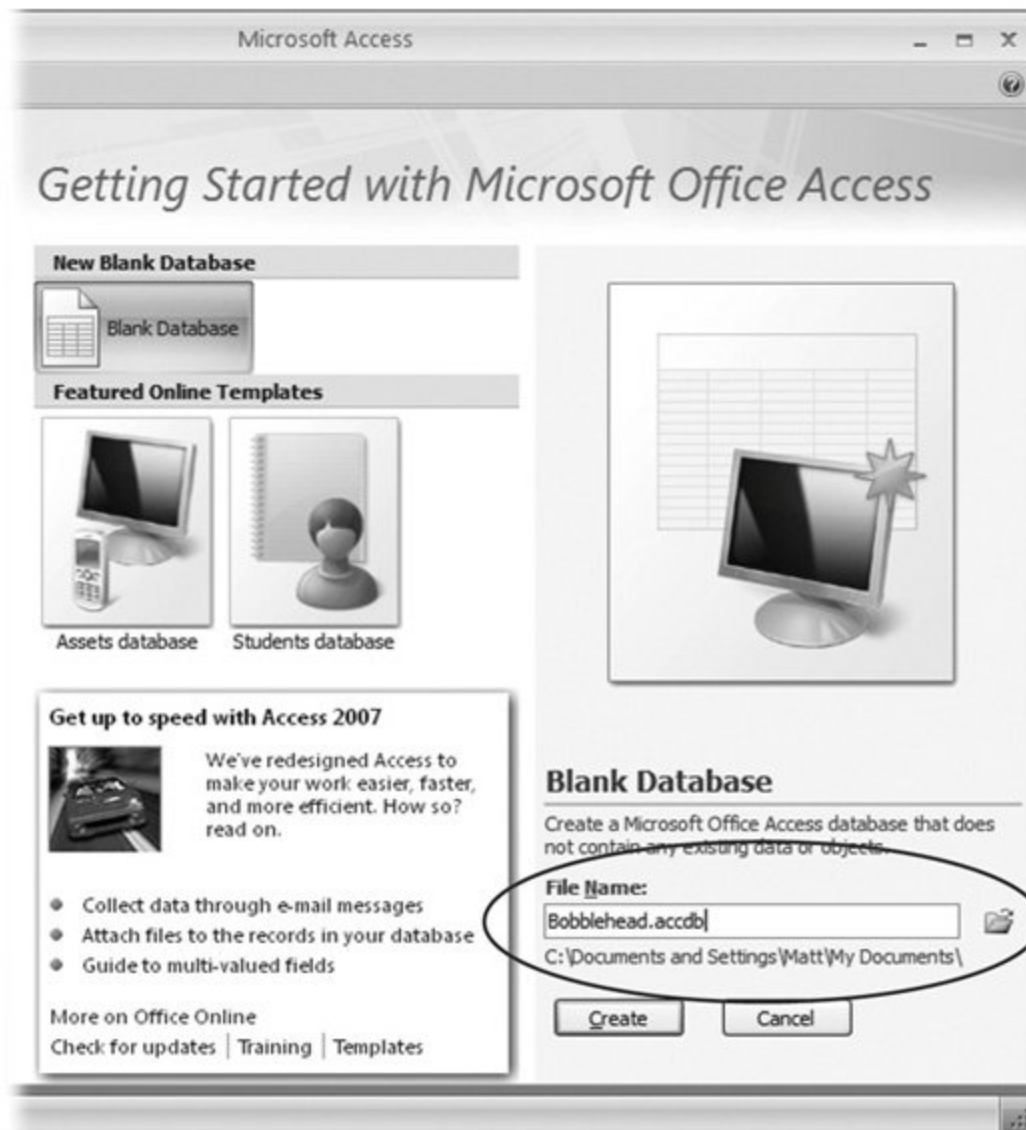 Microsoft Access
Getting Started with Microsoft Office Access
New Blank Database
Blank Database
Featured Online Templates
Assets database
Students database
Get up to speed with Access 2007
We've redesigned Access to
make your work easier, faster,
and more efficient. How so?
read on.
Collect data through e-mail messages
Attach files to the records in your database
Guide to multi-valued fields
More on Office Online
Check for updates | Training | Templates
Blank Database
Create a Microsoft Office Access database that does
not contain any existing data or objects.
File Name:
Bobblehead.accdb
C:\Documents and Settings\Matt\My Documents\
Create
Cancel